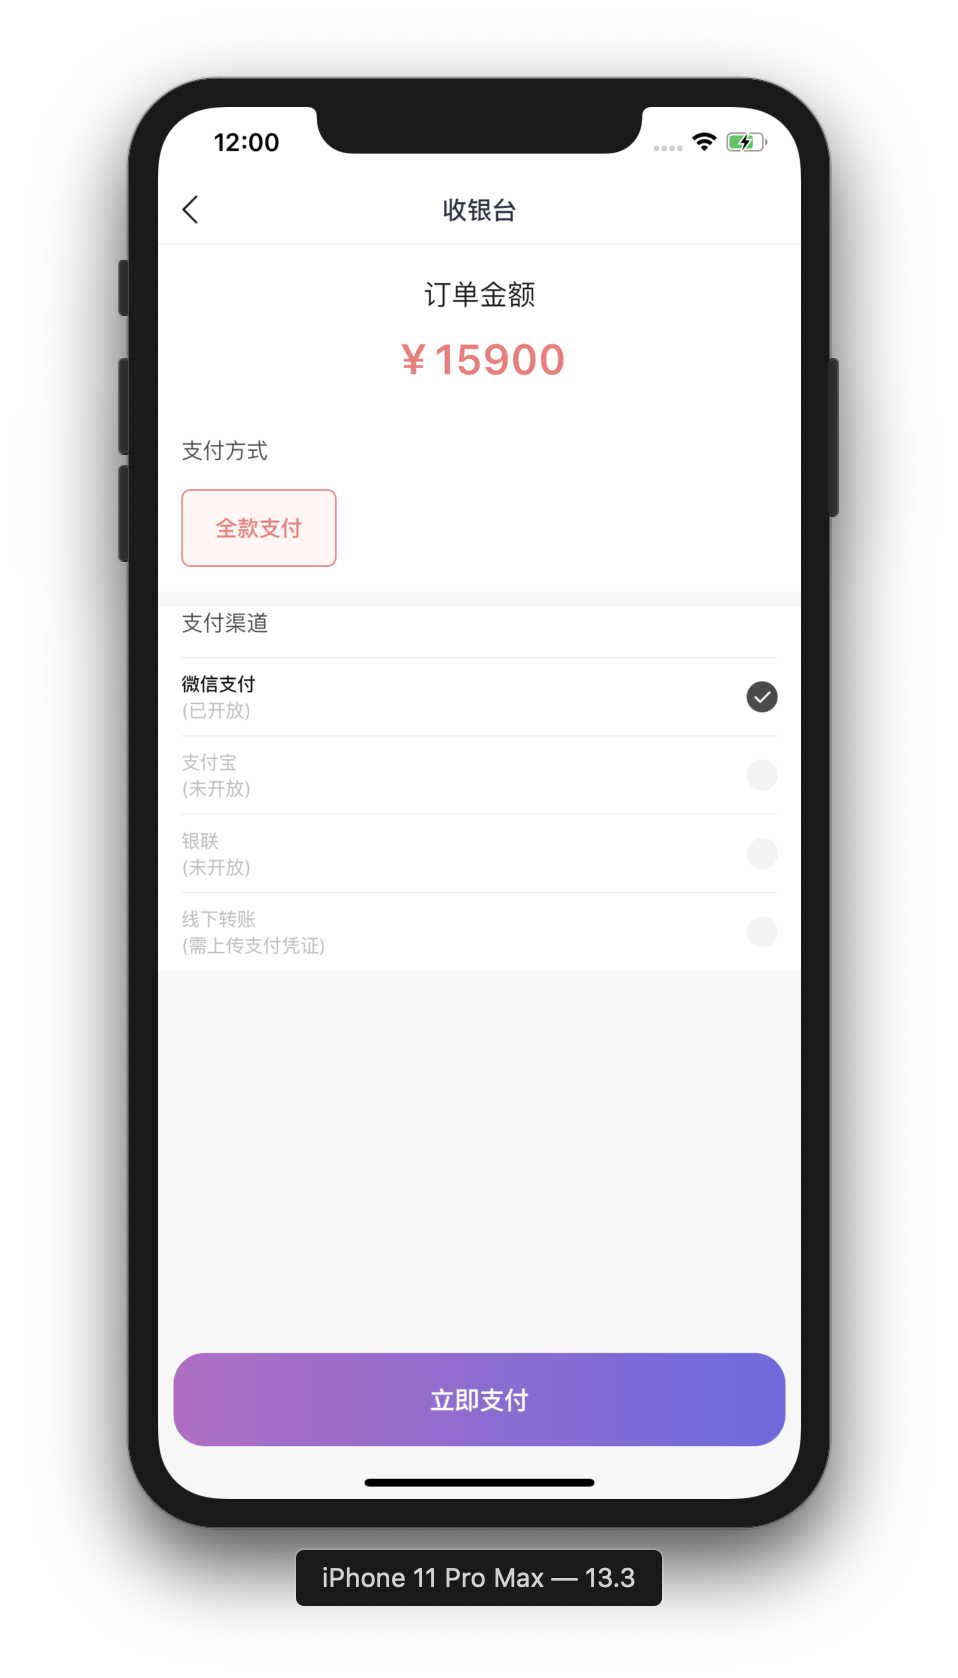 12:00
收银台
订单金额
¥15900
支付方式
全款支付
支付渠道
微信支付
(已开放)
支付宝
(未开放)
银联
(未开放)
线下转账
(需上传支付凭证)
立即支付
iPhone 11 Pro Max — 13.3